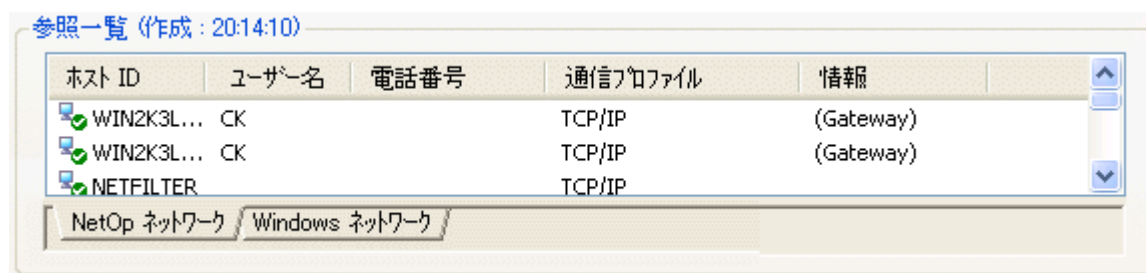 参照一覧 (作成 : 20:14:10)
ホスト ID ユーザー名 電話番号 通信プロファイル 情報
WIN2K3L... CK TCP/IP (Gateway)
WIN2K3L... CK TCP/IP (Gateway)
NETFILTER TCP/IP
NetOp ネットワーク Windows ネットワーク